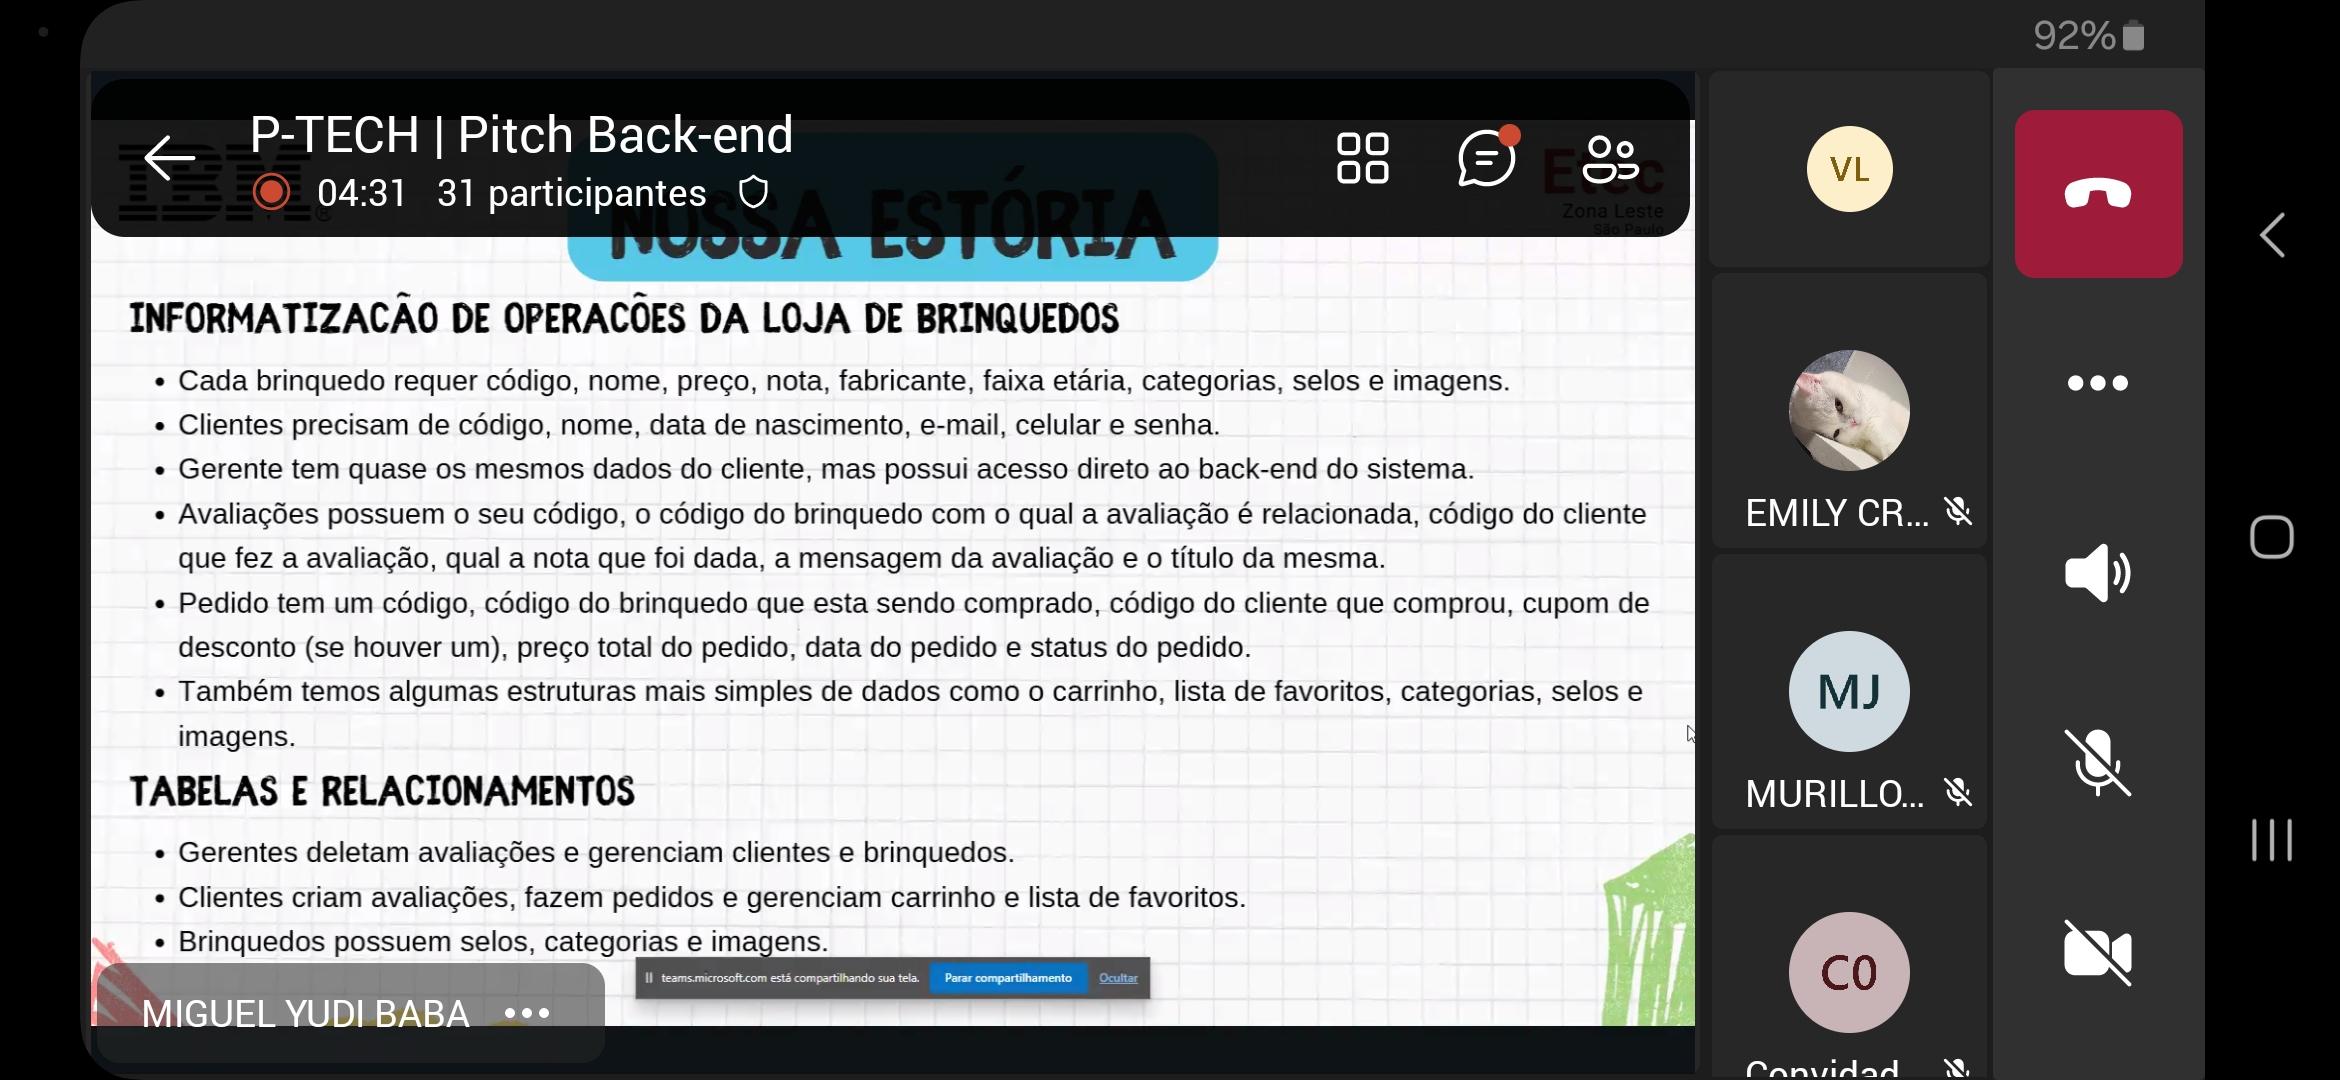 92%
P-TECH | Pitch Back-end
04:31 31 participantes
IBM®
Etec
Zona Leste
São Paulo
NOSSA ESTÓRIA
INFORMATIZACÃO DE OPERACÕES DA LOJA DE BRINQUEDOS
• Cada brinquedo requer código, nome, preço, nota, fabricante, faixa etária, categorias, selos e imagens.
• Clientes precisam de código, nome, data de nascimento, e-mail, celular e senha.
• Gerente tem quase os mesmos dados do cliente, mas possui acesso direto ao back-end do sistema.
• Avaliações possuem o seu código, o código do brinquedo com o qual a avaliação é relacionada, código do cliente
que fez a avaliação, qual a nota que foi dada, a mensagem da avaliação e o título da mesma.
• Pedido tem um código, código do brinquedo que esta sendo comprado, código do cliente que comprou, cupom de
desconto (se houver um), preço total do pedido, data do pedido e status do pedido.
• Também temos algumas estruturas mais simples de dados como o carrinho, lista de favoritos, categorias, selos e
imagens.
TABELAS E RELACIONAMENTOS
• Gerentes deletam avaliações e gerenciam clientes e brinquedos.
• Clientes criam avaliações, fazem pedidos e gerenciam carrinho e lista de favoritos.
• Brinquedos possuem selos, categorias e imagens.
teams.microsoft.com está compartilhando sua tela. Parar compartilhamento Ocultar
MIGUEL YUDI BABA
VL
EMILY CR...
MJ
MURILLO...
C0
Convidad...